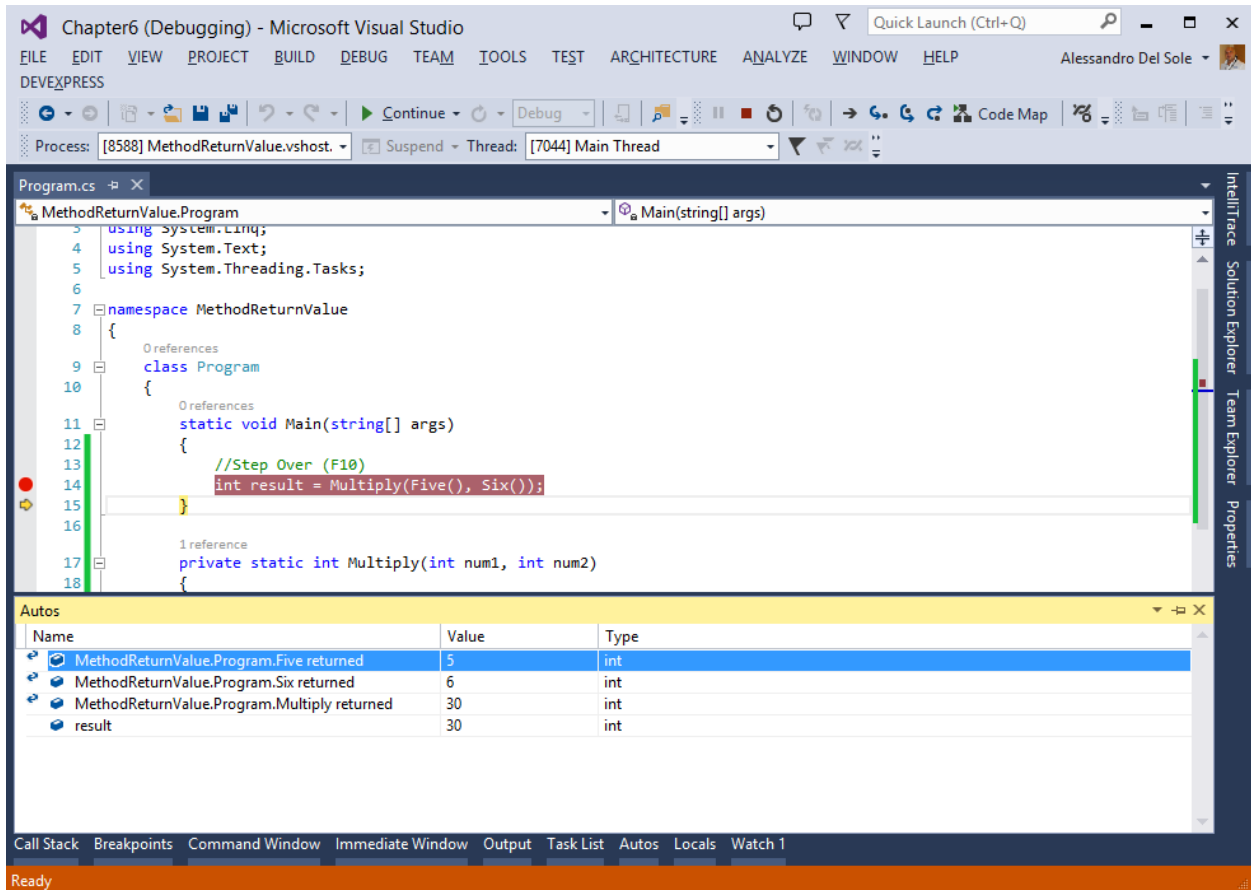 Chapter6 (Debugging) - Microsoft Visual Studio
Quick Launch (Ctrl+Q)
FILE EDIT VIEW PROJECT BUILD DEBUG TEAM TOOLS TEST ARCHITECTURE ANALYZE WINDOW HELP Alessandro Del Sole
DEVEXPRESS
Continue Debug Code Map
Process: [8588] MethodReturnValue.vshost. Suspend Thread: [7044] Main Thread
Program.cs
MethodReturnValue.Program Main(string[] args)
3 using System.Linq;
4 using System.Text;
5 using System.Threading.Tasks;
6
7 namespace MethodReturnValue
8 {
0 references
9 class Program
10 {
0 references
11 static void Main(string[] args)
12 {
13 //Step Over (F10)
14 int result = Multiply(Five(), Six());
15 }
16
1 reference
17 private static int Multiply(int num1, int num2)
18 {
IntelliTrace
Solution Explorer
Team Explorer
Properties
Autos
Name Value Type
MethodReturnValue.Program.Five returned 5 int
MethodReturnValue.Program.Six returned 6 int
MethodReturnValue.Program.Multiply returned 30 int
result 30 int
Call Stack Breakpoints Command Window Immediate Window Output Task List Autos Locals Watch 1
Ready